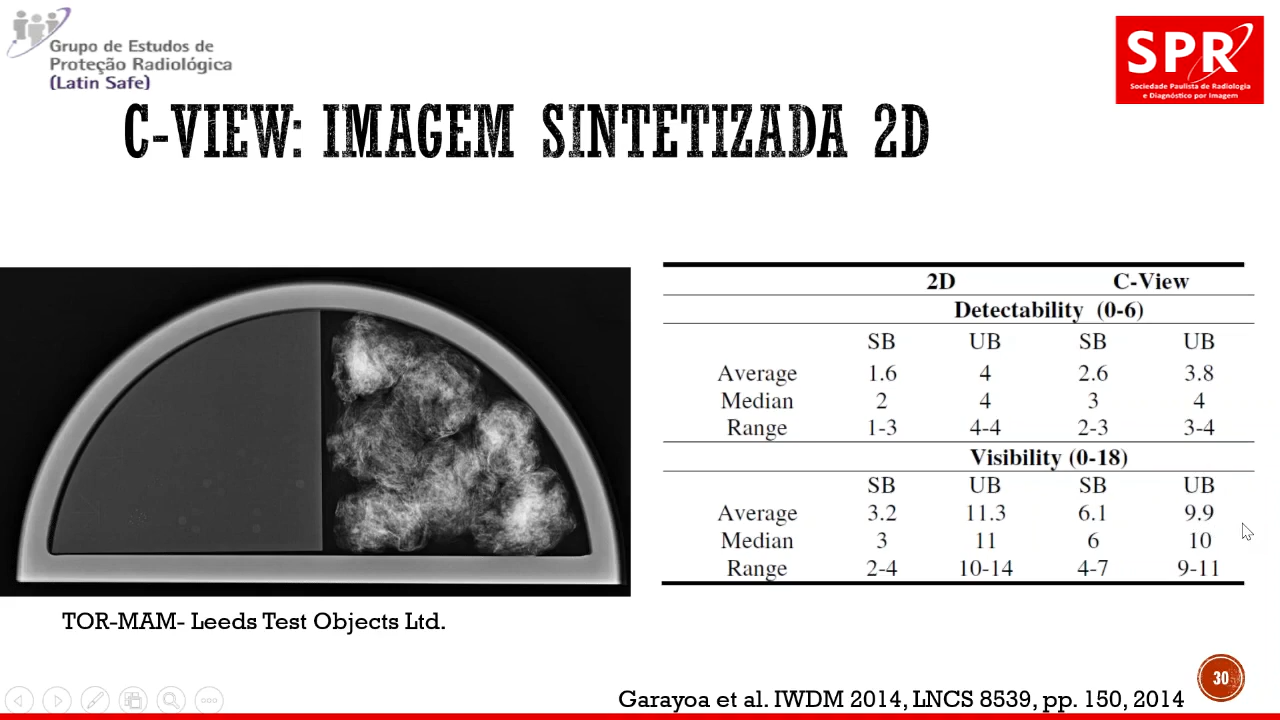 Grupo de Estudos de
Proteção Radiológica
(Latin Safe)
SPR
Sociedade Paulista de Radiologia
e Diagnóstico por Imagem
C-VIEW: IMAGEM SINTETIZADA 2D
2D C-View
Detectability (0-6)
SB UB SB UB
Average 1.6 4 2.6 3.8
Median 2 4 3 4
Range 1-3 4-4 2-3 3-4
Visibility (0-18)
SB UB SB UB
Average 3.2 11.3 6.1 9.9
Median 3 11 6 10
Range 2-4 10-14 4-7 9-11
TOR-MAM- Leeds Test Objects Ltd.
30
Garayoa et al. IWDM 2014, LNCS 8539, pp. 150, 2014